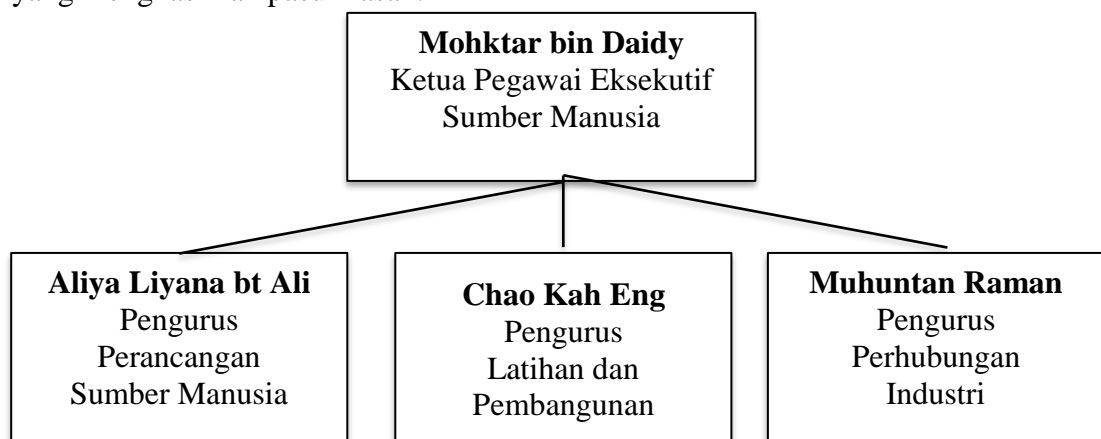 Mohktar bin Daidy
Ketua Pegawai Eksekutif
Sumber Manusia
Aliya Liyana bt Ali
Pengurus
Perancangan
Sumber Manusia
Chao Kah Eng
Pengurus
Latihan dan
Pembangunan
Muhuntan Raman
Pengurus
Perhubungan
Industri